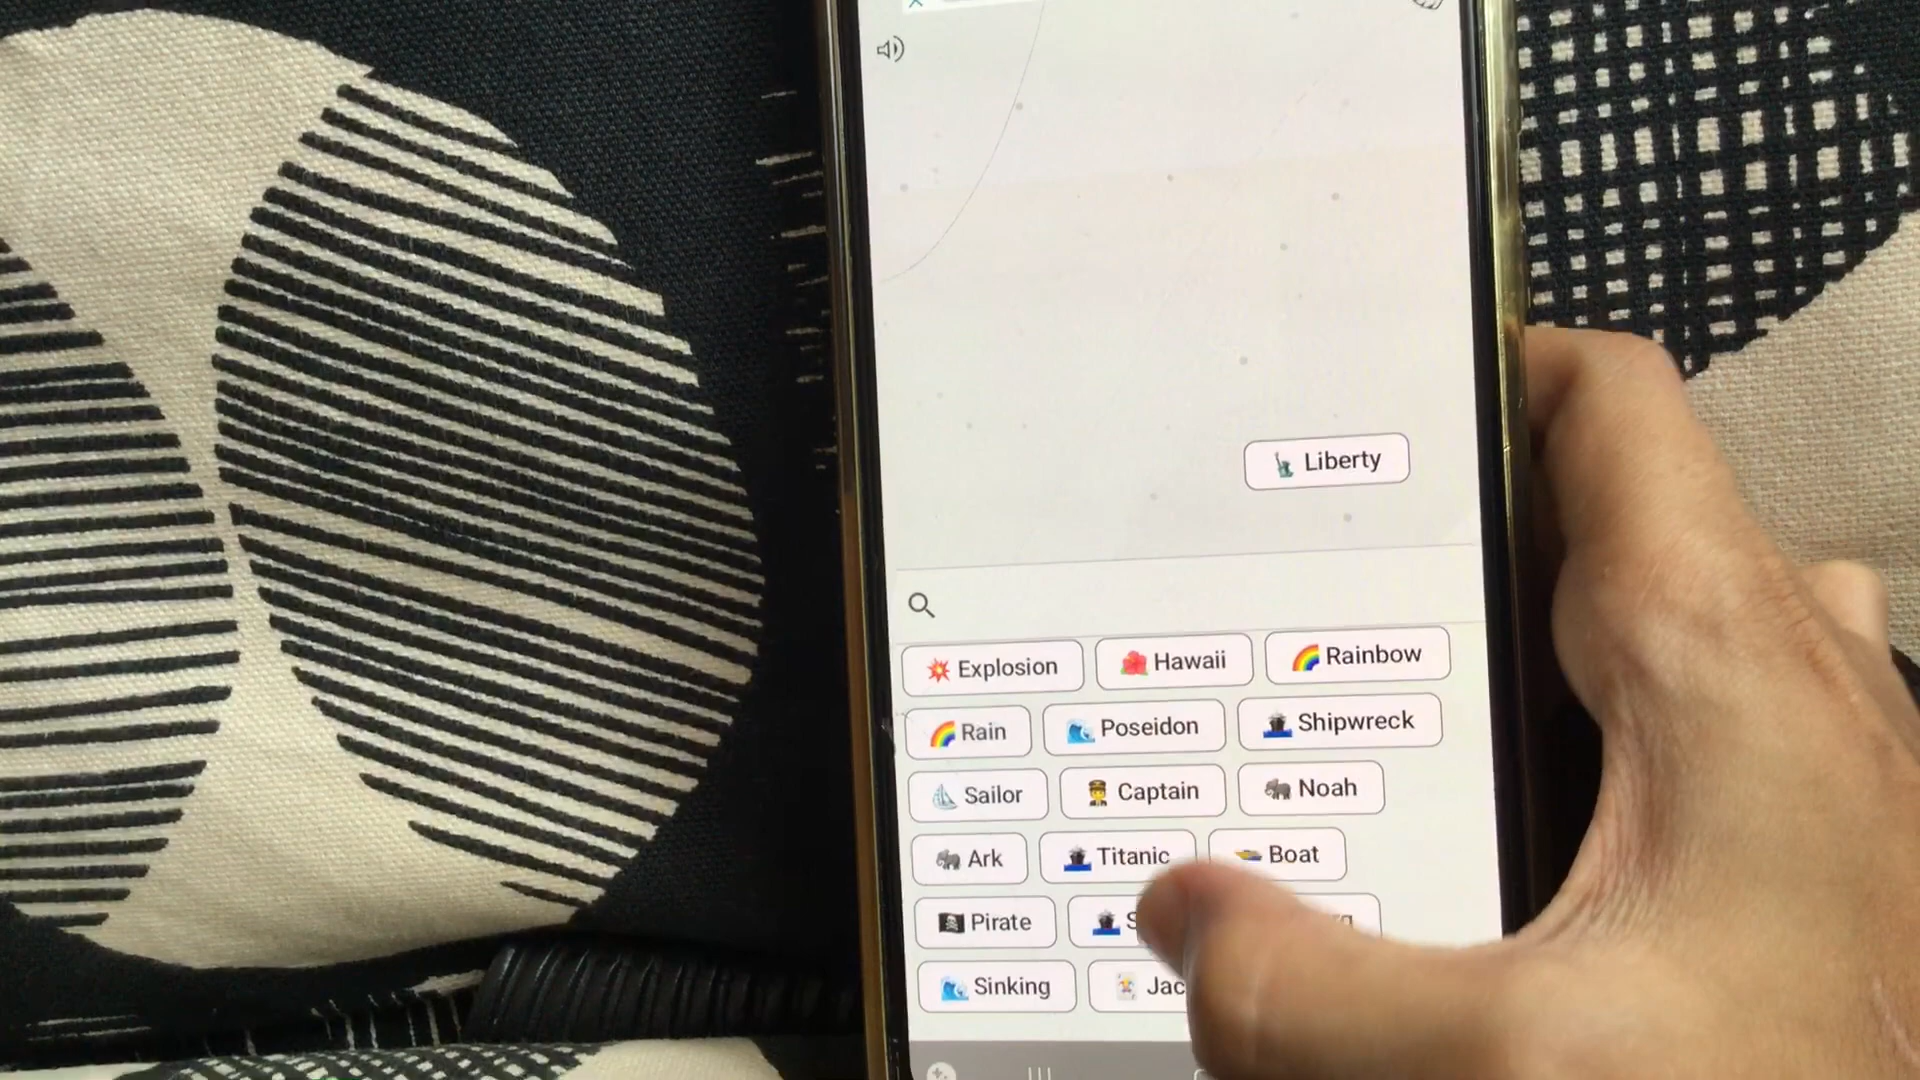 Liberty
Explosion Hawaii Rainbow
Rain Poseidon Shipwreck
Sailor Captain Noah
Ark Titanic Boat
Pirate
Sinking